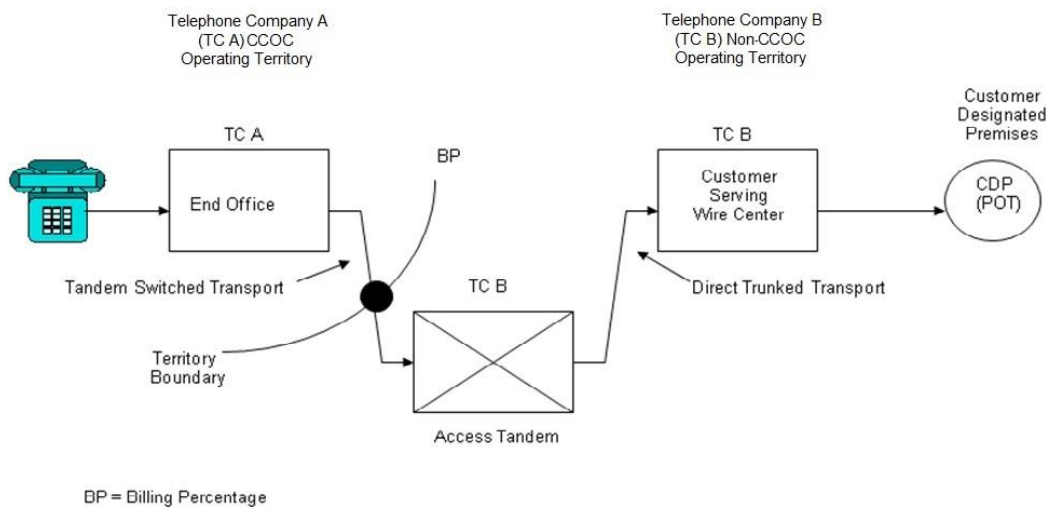 Telephone Company A
(TC A) CCOC
Operating Territory
Telephone Company B
(TC B) Non-CCOC
Operating Territory
Customer
Designated
Premises
TC A
BP
TC B
End Office
Customer
Serving
Wire Center
CDP
(POT)
Tandem Switched Transport
TC B
Direct Trunked Transport
Territory
Boundary
Access Tandem
BP = Billing Percentage